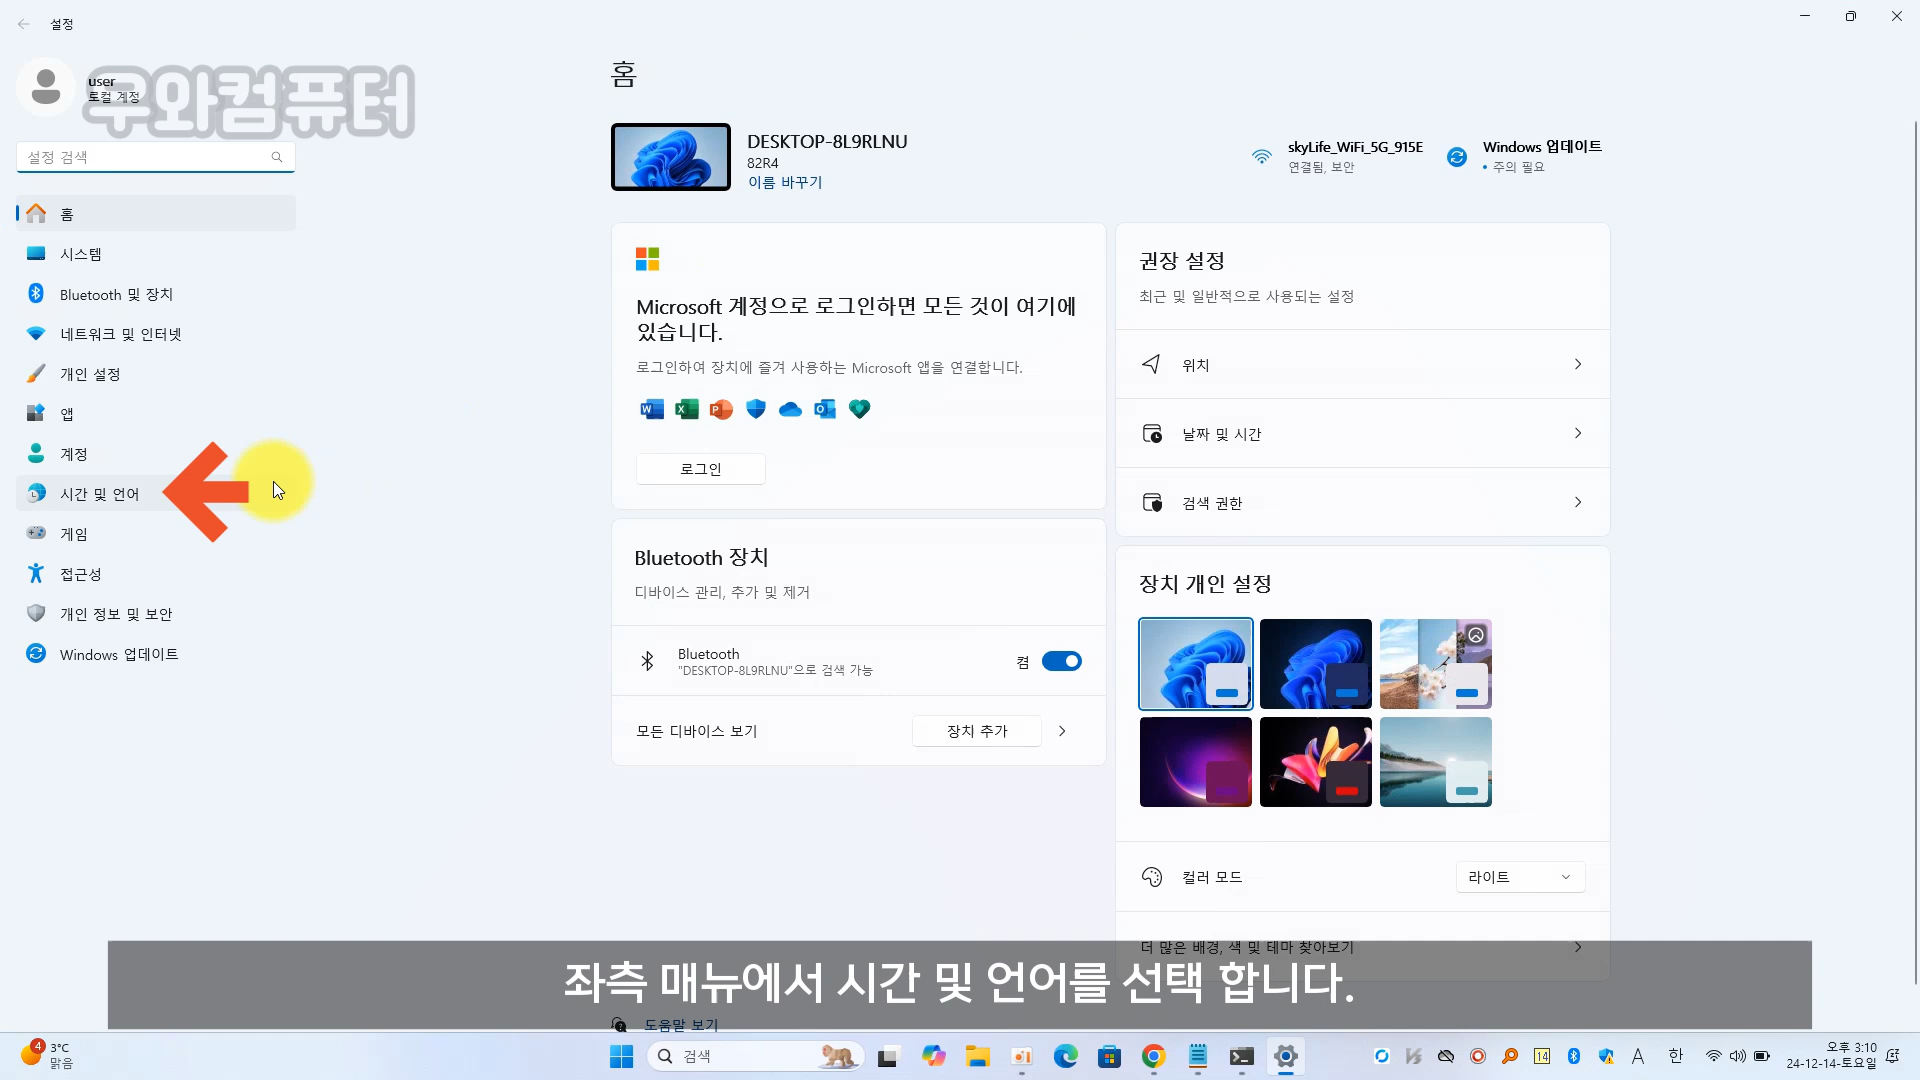 설정
user
로컬 계정
무와컴퓨터
설정 검색
홈
시스템
Bluetooth 및 장치
네트워크 및 인터넷
개인 설정
앱
계정
시간 및 언어
게임
접근성
개인 정보 및 보안
Windows 업데이트
홈
DESKTOP-8L9RLNU
82R4
이름 바꾸기
skyLife_WiFi_5G_915E
연결됨, 보안
Windows 업데이트
• 주의 필요
Microsoft 계정으로 로그인하면 모든 것이 여기에
있습니다.
로그인하여 장치에 즐겨 사용하는 Microsoft 앱을 연결합니다.
로그인
Bluetooth 장치
디바이스 관리, 추가 및 제거
Bluetooth
"DESKTOP-8L9RLNU"으로 검색 가능
켬
모든 디바이스 보기
장치 추가
권장 설정
최근 및 일반적으로 사용되는 설정
위치
날짜 및 시간
검색 권한
장치 개인 설정
컬러 모드
라이트
더 많은 배경, 색 및 테마 찾아보기
좌측 매뉴에서 시간 및 언어를 선택 합니다.
도움말 보기
4
3°C
맑음
검색
14
A
한
오후 3:10
24-12-14-토요일